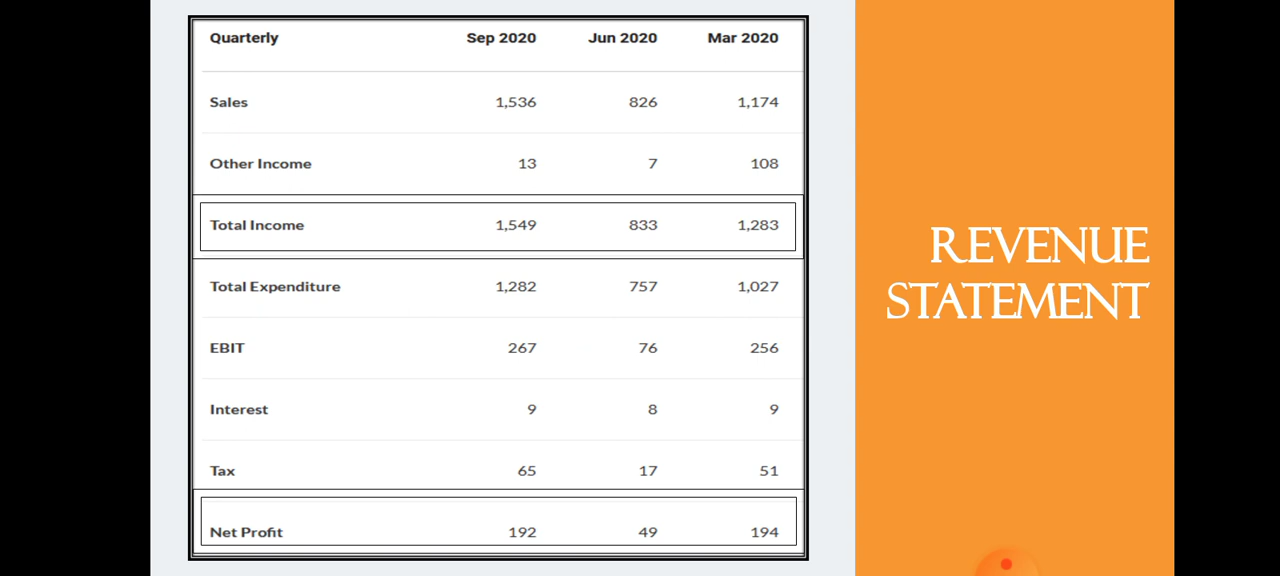 Quarterly Sep 2020 Jun 2020 Mar 2020
Sales 1,536 826 1,174
Other Income 13 7 108
Total Income 1,549 833 1,283
Total Expenditure 1,282 757 1,027
EBIT 267 76 256
Interest 9 8 9
Tax 65 17 51
Net Profit 192 49 194
REVENUE
STATEMENT